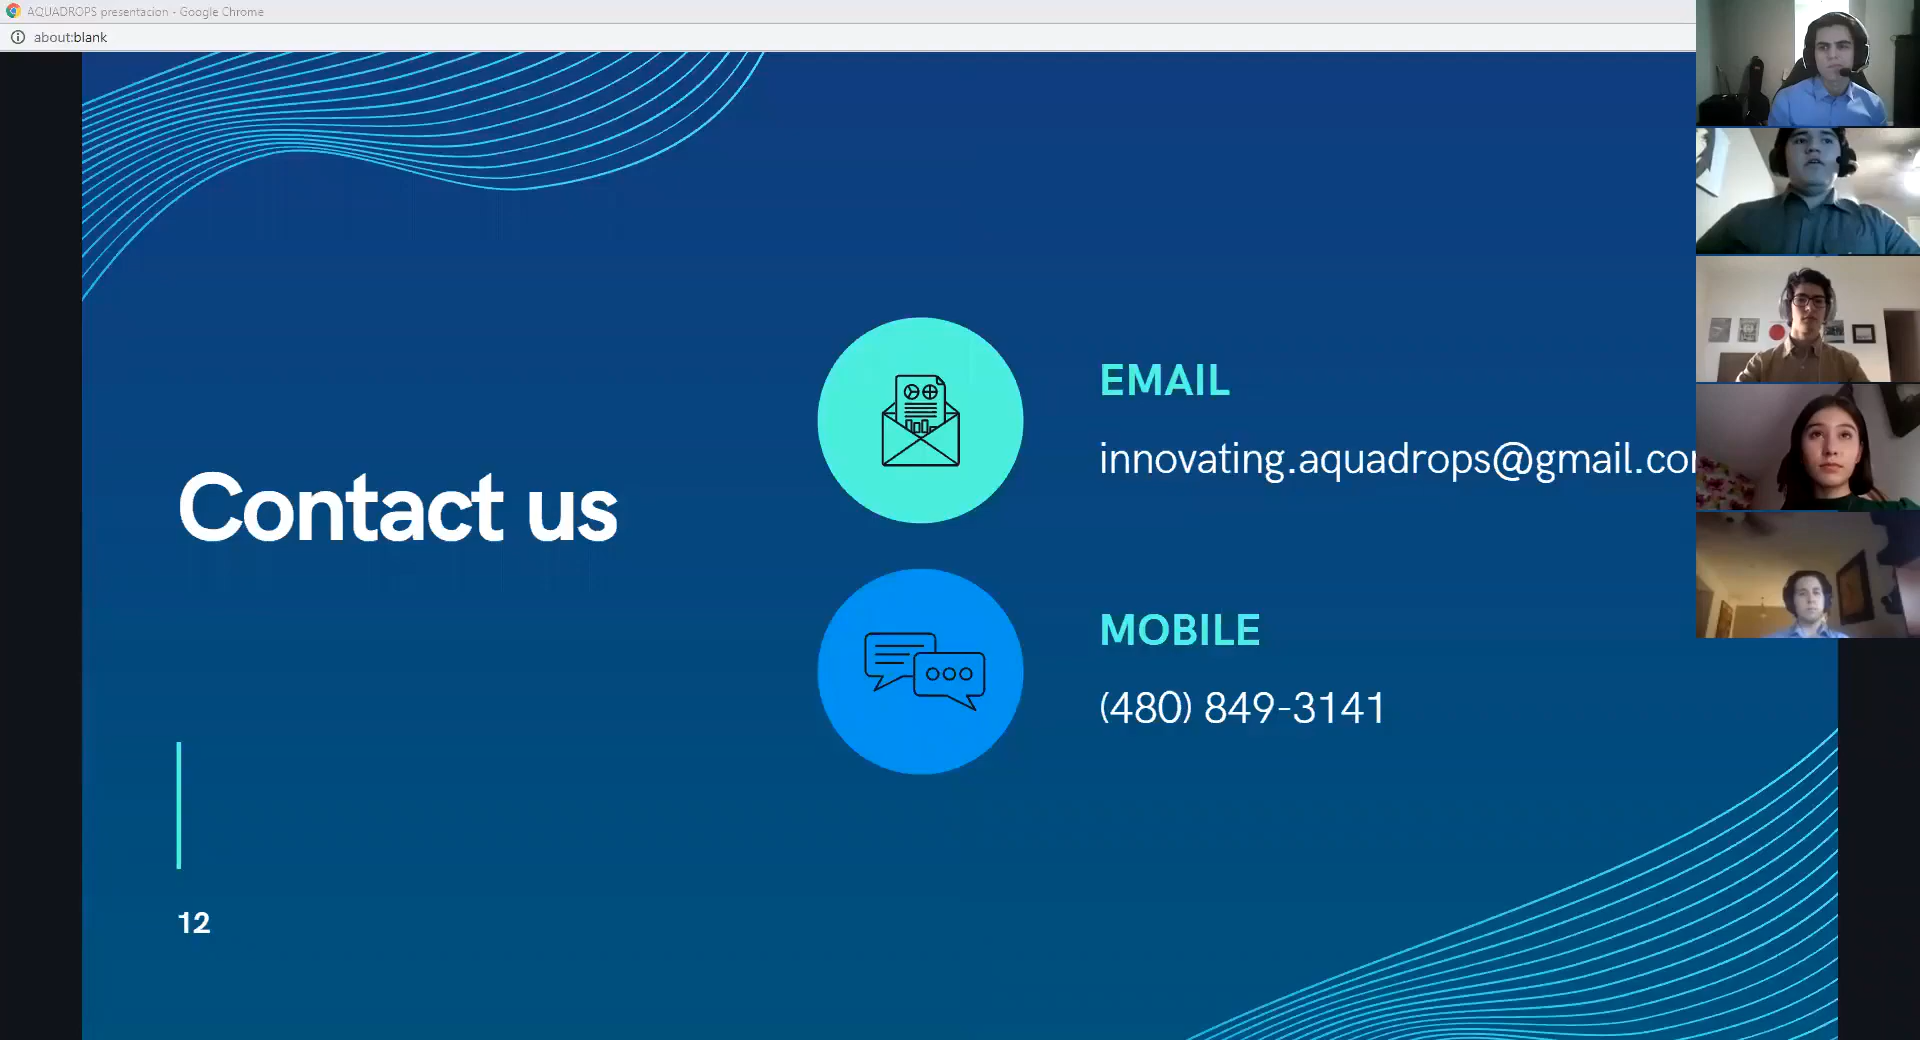 AQUADROPS presentacion - Google Chrome
about:blank
EMAIL
innovating.aquadrops@gmail.co
Contact us
MOBILE
(480) 849-3141
12